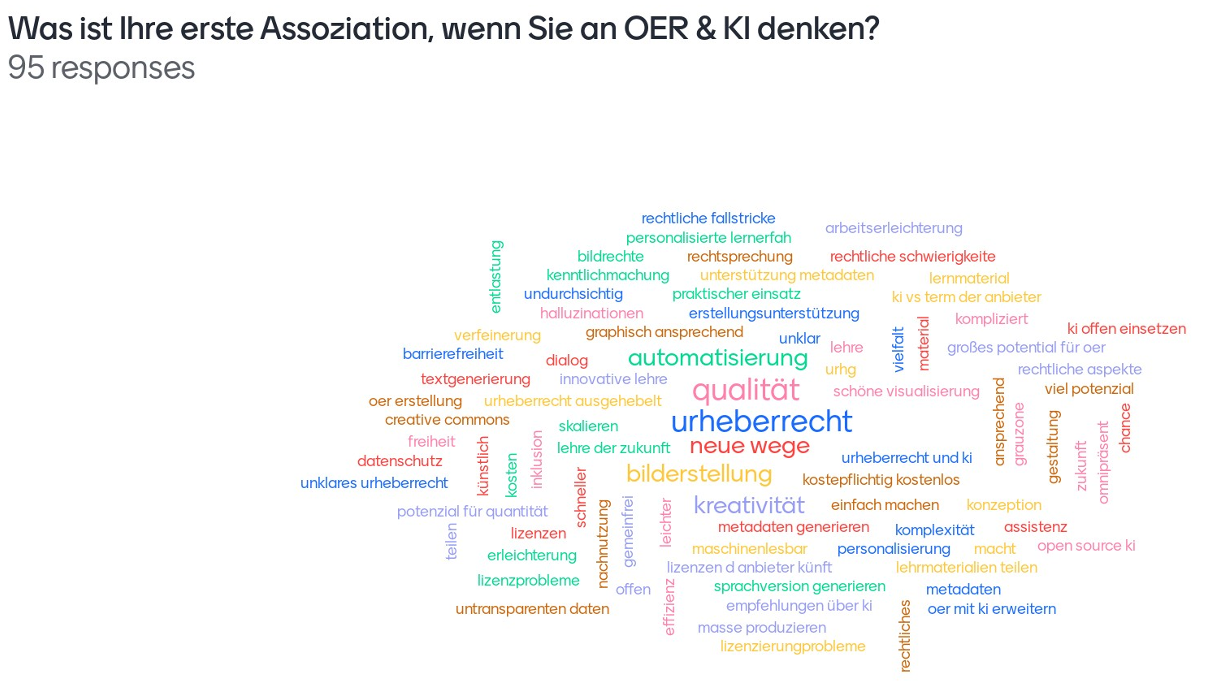 Was ist Ihre erste Assoziation, wenn Sie an OER & KI denken?
95 responses
rechtliche fallstricke
arbeitserleichterung
personalisierte lernerfah
entlastung
bildrechte
rechtsprechung
rechtliche schwierigkeite
kenntlichmachung
unterstützung metadaten
lernmaterial
undurchsichtig
praktischer einsatz
ki vs term der anbieter
halluzinationen
erstellungsunterstützung
kompliziert
verfeinerung
graphisch ansprechend
unklar
vielfalt
material
ki offen einsetzen
barrierefreiheit
dialog
automatisierung
lehre
großes potential für oer
urhg
rechtliche aspekte
textgenerierung
innovative lehre
qualität
schöne visualisierung
viel potenzial
oer erstellung
urheberrecht ausgehebelt
ansprechend
creative commons
skalieren
urheberrecht
grauzone
gestaltung
chance
freiheit
künstlich
inklusion
lehre der zukunft
neue wege
zukunft
omnipräsent
datenschutz
kosten
urheberrecht und ki
unklares urheberrecht
schneller
bilderstellung
kostepflichtig kostenlos
potenzial für quantität
nachnutzung
gemeinfrei
leichter
kreativität
einfach machen
konzeption
teilen
lizenzen
metadaten generieren
komplexität
assistenz
erleichterung
maschinenlesbar
personalisierung
macht
open source ki
lizenzprobleme
offen
lizenzen d anbieter künft
lehrmaterialien teilen
effizienz
sprachversion generieren
metadaten
untransparenten daten
empfehlungen über ki
rechtliches
oer mit ki erweitern
masse produzieren
lizenzierungprobleme